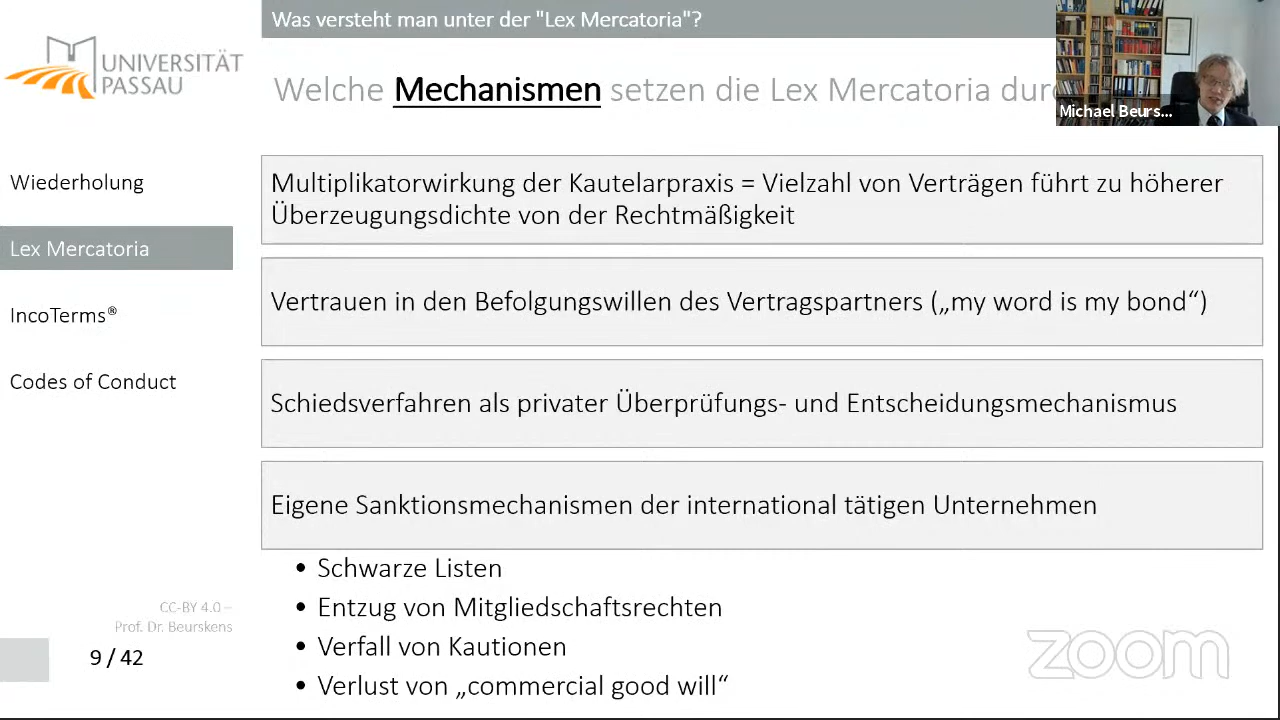 Was versteht man unter der "Lex Mercatoria"?
UNIVERSITÄT
PASSAU
Welche Mechanismen setzen die Lex Mercatoria
Michael Beurs...
Wiederholung
Lex Mercatoria
IncoTerms®
Codes of Conduct
Multiplikatorwirkung der Kautelarpraxis = Vielzahl von Verträgen führt zu höherer
Überzeugungsdichte von der Rechtmäßigkeit
Vertrauen in den Befolgungswillen des Vertragspartners („my word is my bond“)
Schiedsverfahren als privater Überprüfungs- und Entscheidungsmechanismus
Eigene Sanktionsmechanismen der international tätigen Unternehmen
• Schwarze Listen
• Entzug von Mitgliedschaftsrechten
• Verfall von Kautionen
• Verlust von „commercial good will“
CC-BY 4.0 –
Prof. Dr. Beurskens
9 / 42
zoom